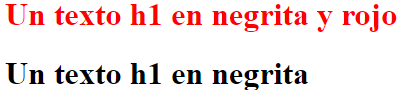 Un texto h1 en negrita y rojo
Un texto h1 en negrita